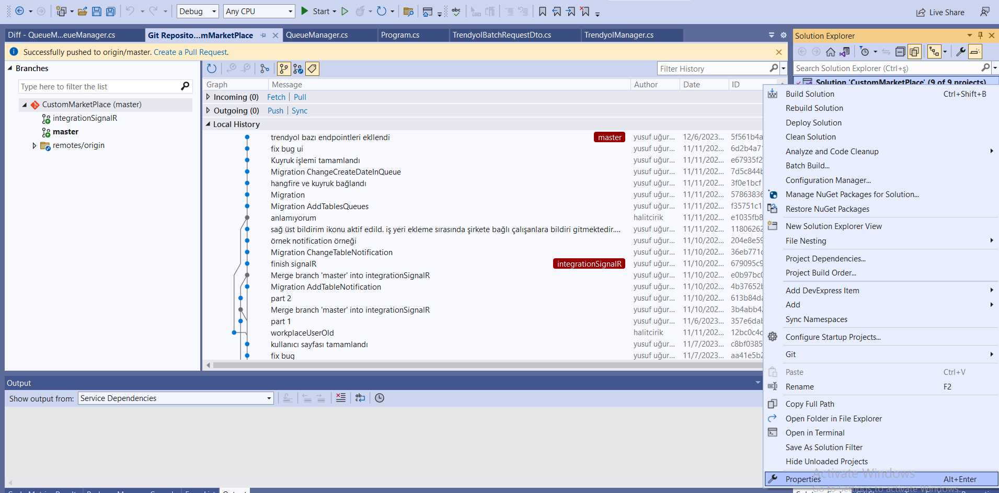 Debug Any CPU Start Live Share
Diff - QueueM...eueManager.cs Git Reposito...mMarketPlace QueueManager.cs Program.cs TrendyolBatchRequestDto.cs TrendyolManager.cs Solution Explorer
Successfully pushed to origin/master. Create a Pull Request.
Branches
Filter History
Search Solution Explorer (Ctrl+ş)
Type here to filter the list
Graph Message Author Date ID
Solution 'CustomMarketPlace' (9 of 9 projects)
Incoming (0) Fetch Pull
Outgoing (0) Push Sync
Local History
CustomMarketPlace (master)
integrationSignalR
master
remotes/origin
trendyol bazı endpointleri ekllendi master yusuf uğur... 12/6/2023... 5f561b4a
fix bug ui yusuf uğur... 11/11/202... 6d2b4a7
Kuyruk işlemi tamamlandı yusuf uğur... 11/11/202... e67935f2
Migration ChangeCreateDateInQueue yusuf uğur... 11/11/202... 7d5c844b
hangfire ve kuyruk bağlandı yusuf uğur... 11/11/202... 3f0e1bcf
Migration yusuf uğur... 11/11/202... 57863836
Migration AddTablesQueues yusuf uğur... 11/11/202... f35751c1
anlamıyorum halitcirik 11/11/202... e1035fb8
sağ üst bildirim ikonu aktif edild. iş yeri ekleme sırasında şirkete bağlı çalışanlara bildiri gitmektedir.... yusuf uğur... 11/11/202... 11806262
örnek notification örneği yusuf uğur... 11/10/202... 204e8e59
Migration ChangeTableNotification yusuf uğur... 11/10/202... 36eb771
finish signalR integrationSignalR yusuf uğur... 11/10/202... 679095c9
Merge branch 'master' into integrationSignalR yusuf uğur... 11/10/202... e0b97bc
Migration AddTableNotification yusuf uğur... 11/10/202... 4b37652
part 2 yusuf uğur... 11/10/202... 613b84da
Merge branch 'master' into integrationSignalR yusuf uğur... 11/10/202... 3b4abb4
part 1 yusuf uğur... 11/6/2023... 357e6dab
workplaceUserOld halitcirik 11/11/202... 12bc0c4
kullanıcı sayfası tamamlandı yusuf uğur... 11/7/2023... c8bf0385
fix bug yusuf uğur... 11/7/2023... aa41e5b2
Output
Show output from: Service Dependencies
Build Solution Ctrl+Shift+B
Rebuild Solution
Deploy Solution
Clean Solution
Analyze and Code Cleanup
Batch Build...
Configuration Manager...
Manage NuGet Packages for Solution...
Restore NuGet Packages
New Solution Explorer View
File Nesting
Project Dependencies...
Project Build Order...
Add DevExpress Item
Add
Sync Namespaces
Configure Startup Projects...
Git
Paste Ctrl+V
Rename F2
Copy Full Path
Open Folder in File Explorer
Open in Terminal
Save As Solution Filter
Hide Unloaded Projects
Properties Alt+Enter
Activate Windows
Go to Settings to activate Windows.
Output